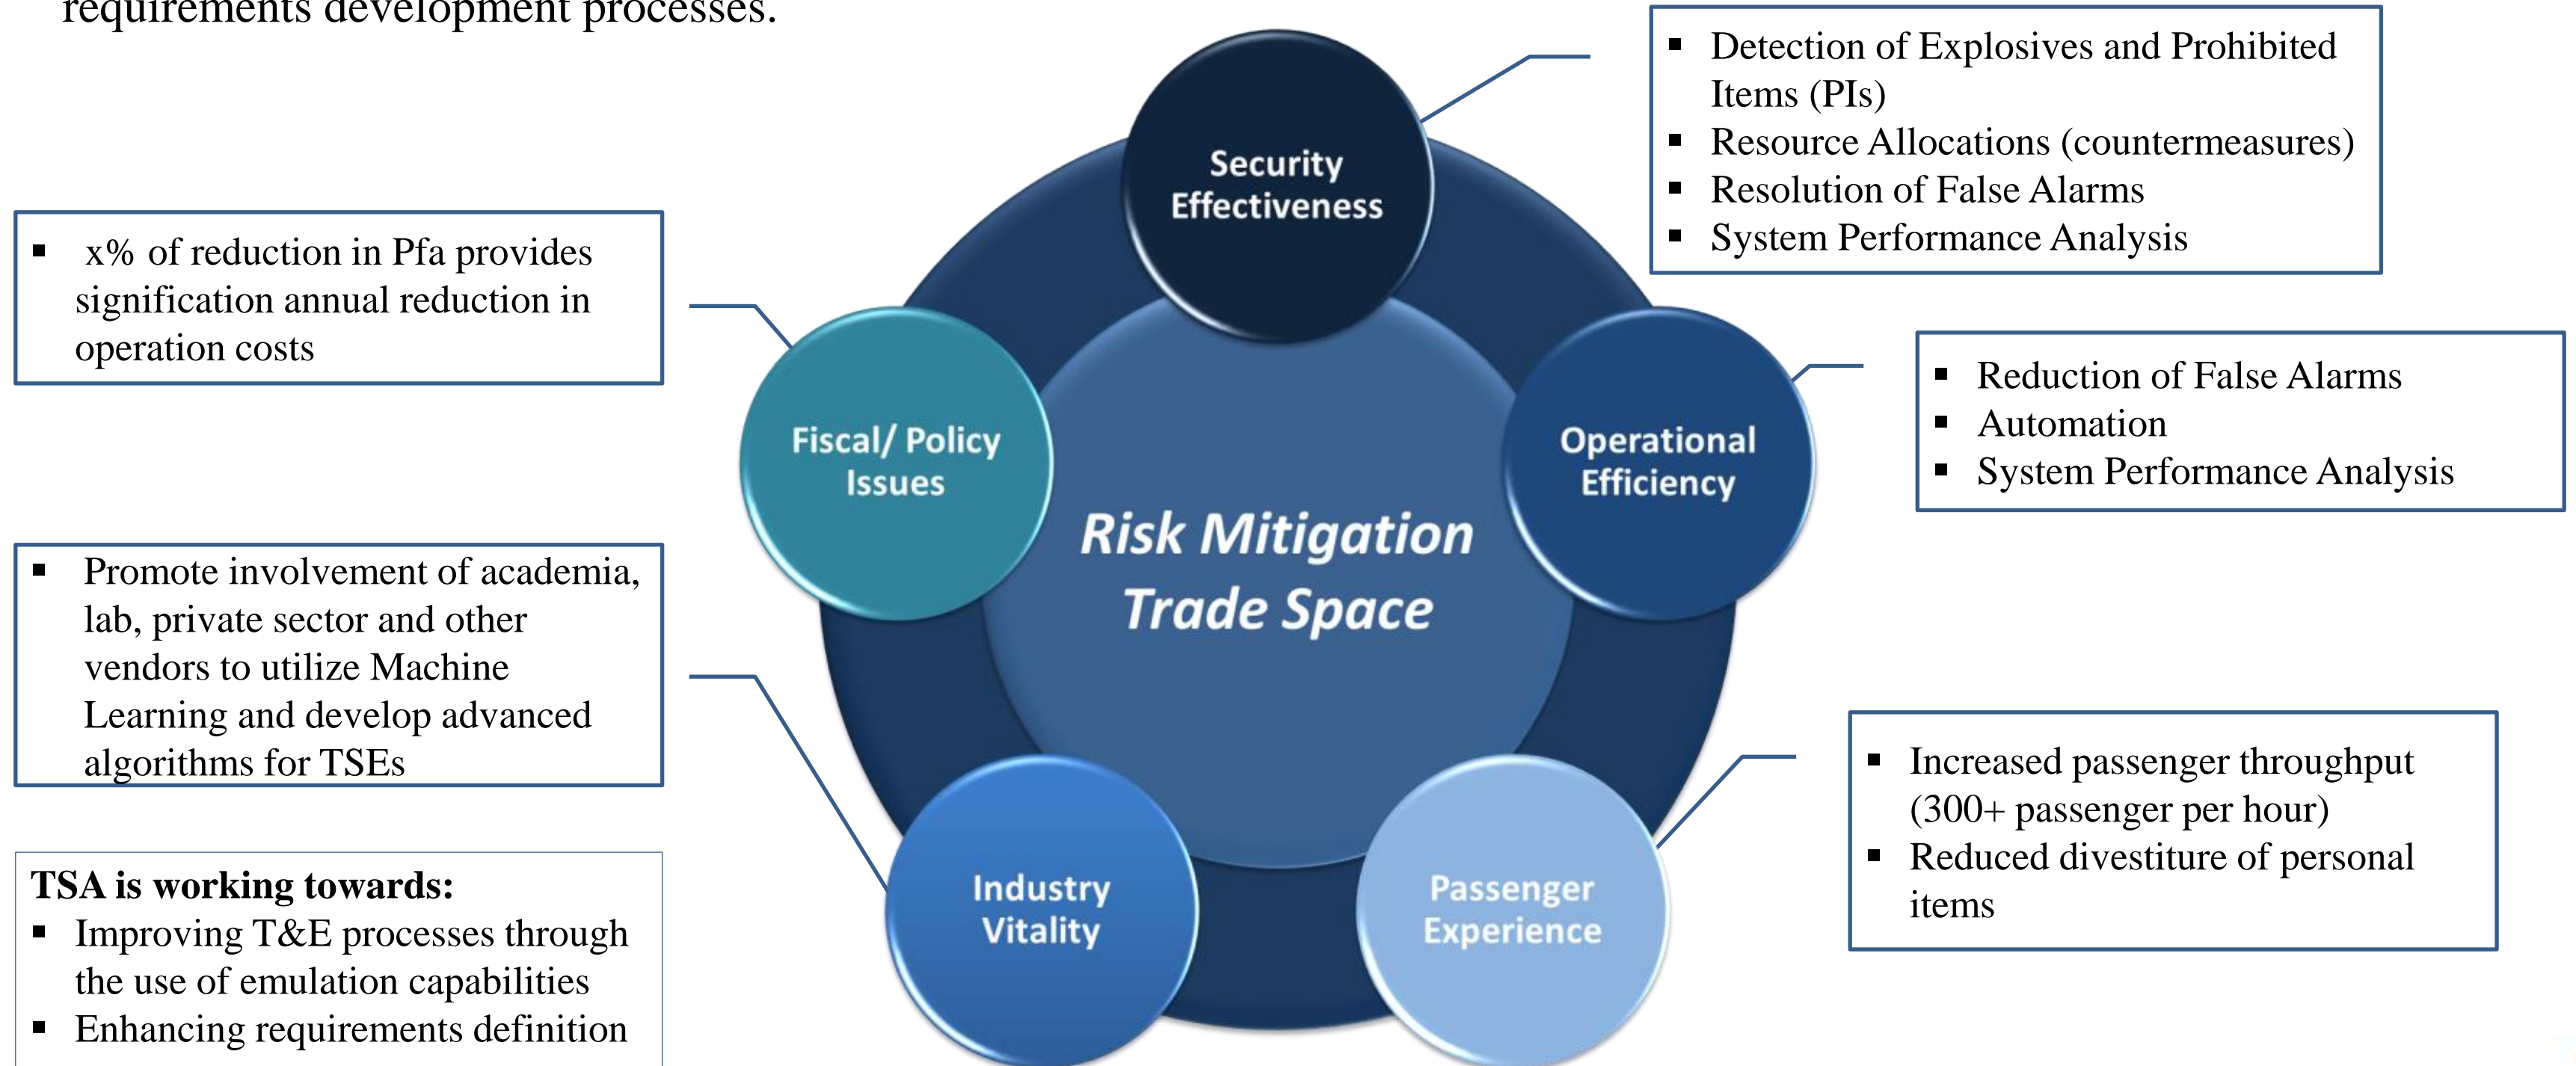 requirements development processes.
Security
Effectiveness
▪ Detection of Explosives and Prohibited
Items (PIs)
▪ Resource Allocations (countermeasures)
▪ Resolution of False Alarms
▪ System Performance Analysis
▪ x% of reduction in Pfa provides
signification annual reduction in
operation costs
Fiscal/ Policy
Issues
Operational
Efficiency
▪ Reduction of False Alarms
▪ Automation
▪ System Performance Analysis
Risk Mitigation
Trade Space
▪ Promote involvement of academia,
lab, private sector and other
vendors to utilize Machine
Learning and develop advanced
algorithms for TSEs
Industry
Vitality
Passenger
Experience
▪ Increased passenger throughput
(300+ passenger per hour)
▪ Reduced divestiture of personal
items
TSA is working towards:
▪ Improving T&E processes through
the use of emulation capabilities
▪ Enhancing requirements definition